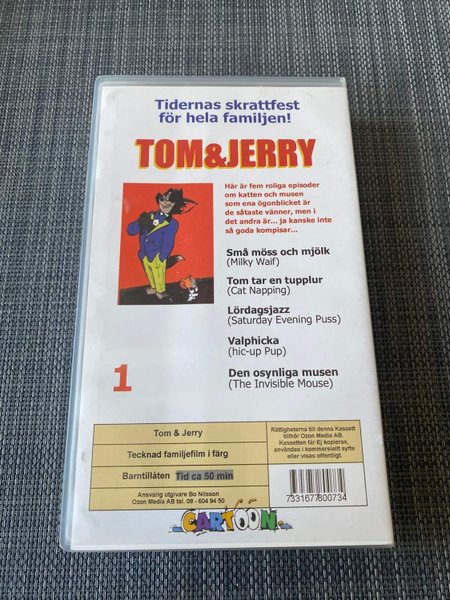 Tidernas skrattfest
för hela familjen!
TOM&JERRY
Här är fem roliga episoder
om katten och musen
som ena ögonblicket är
de såtaste vänner, men i
det andra är... ja kanske inte
så goda kompisar...
Små möss och mjölk
(Milky Waif)
Tom tar en tupplur
(Cat Napping)
Lördagsjazz
(Saturday Evening Puss)
Valphicka
(hic-up Pup)
Den osynliga musen
(The Invisible Mouse)
1
Tom & Jerry
Tecknad familjefilm i färg
Barntillåten Tid ca 50 min
Ansvarig utgivare Bo Nilsson
Ozon Media AB tel. 08 - 604 94 50
Rättigheterna till denna Kassett
tillhör Ozon Media AB.
Kassetten får Ej kopieras,
användas i kommersiellt syfte
eller visas offentligt.
7331677800734
CARTOON